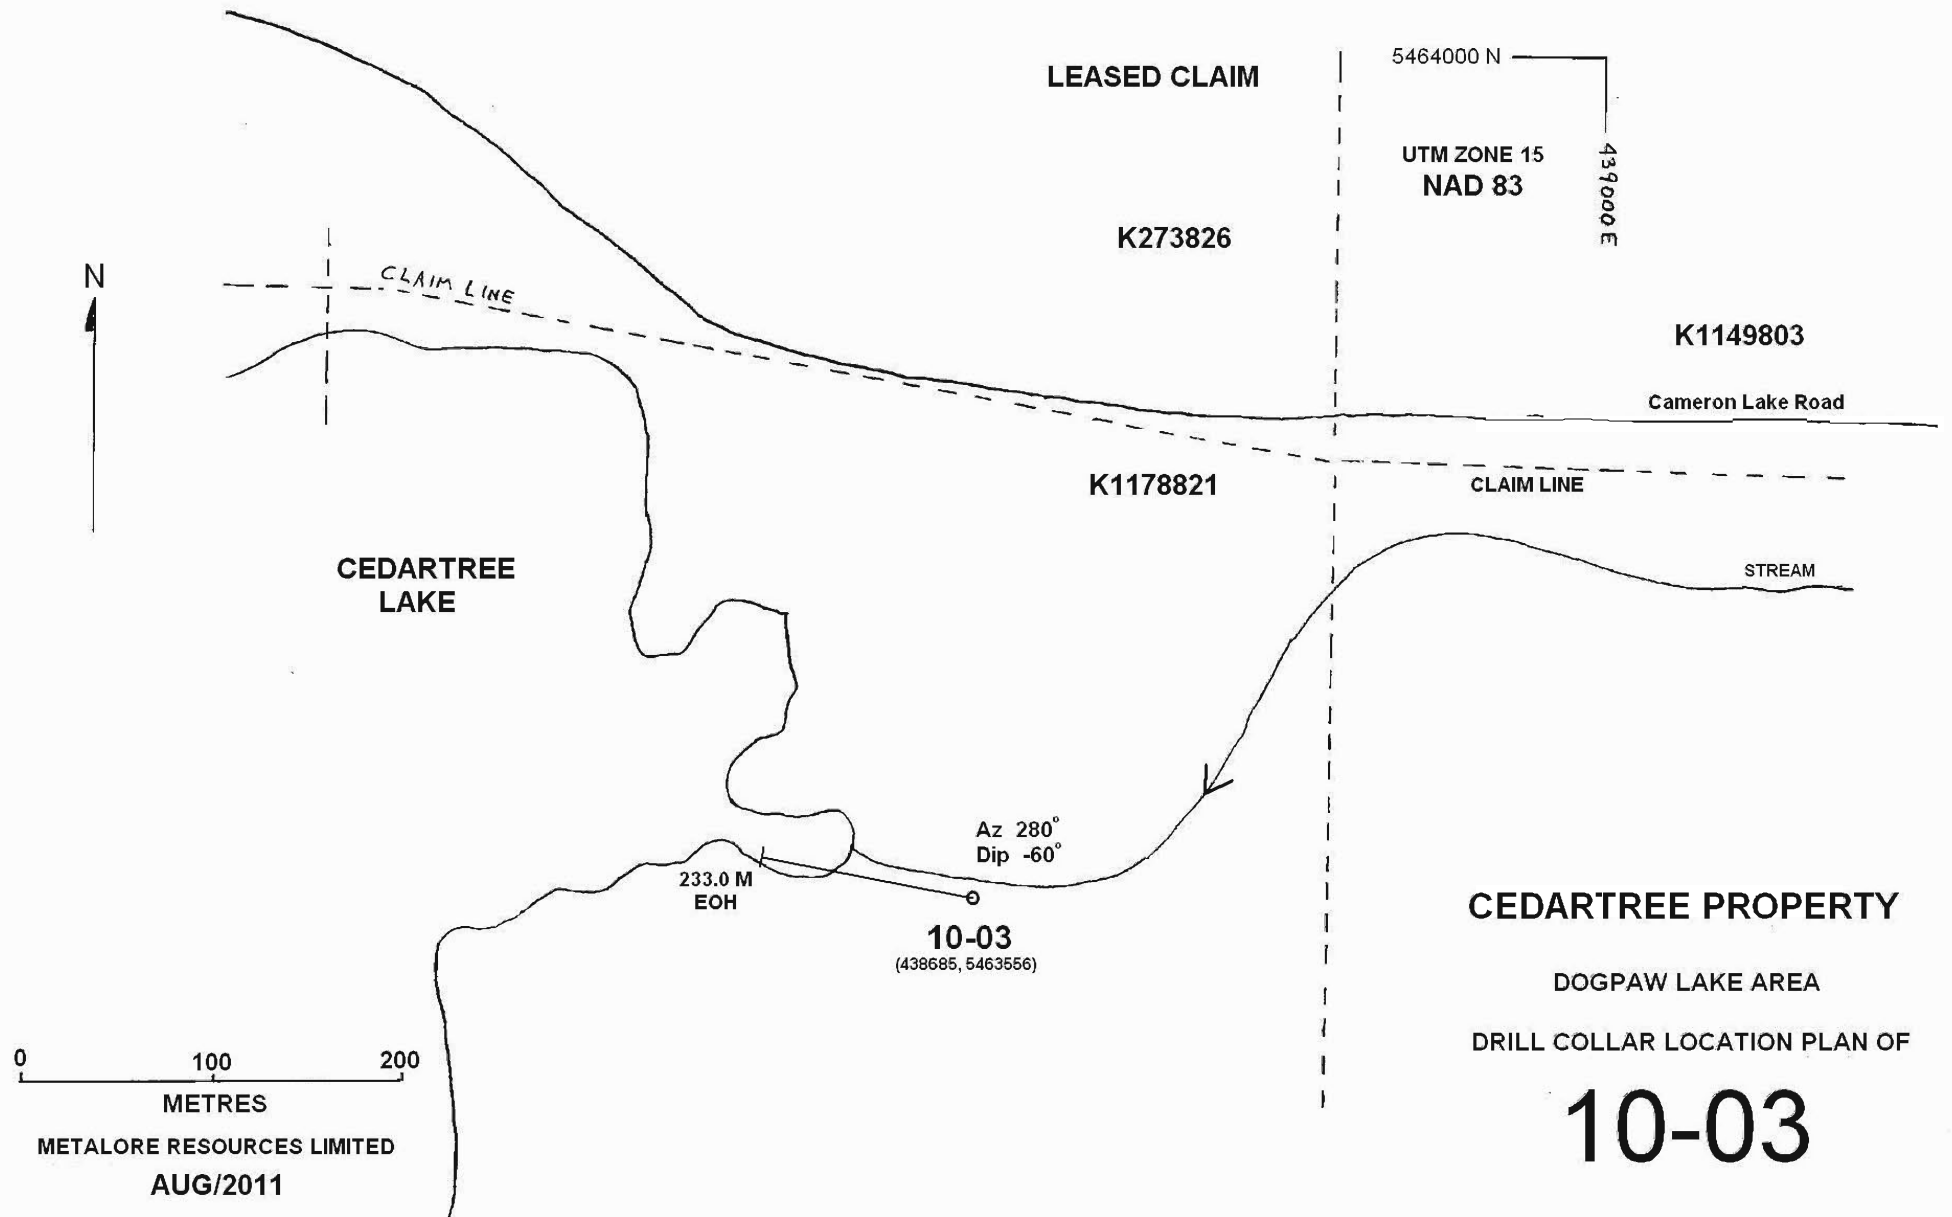 5464000 N
LEASED CLAIM
UTM ZONE 15
NAD 83
439000E
K273826
N
CLAIM LINE
K1149803
Cameron Lake Road
K1178821
CLAIM LINE
CEDARTREE
LAKE
STREAM
Az 280°
Dip -60°
233.0 M
EOH
10-03
(438685, 5463556)
CEDARTREE PROPERTY
DOGPAW LAKE AREA
DRILL COLLAR LOCATION PLAN OF
10-03
0 100 200
METRES
METALORE RESOURCES LIMITED
AUG/2011